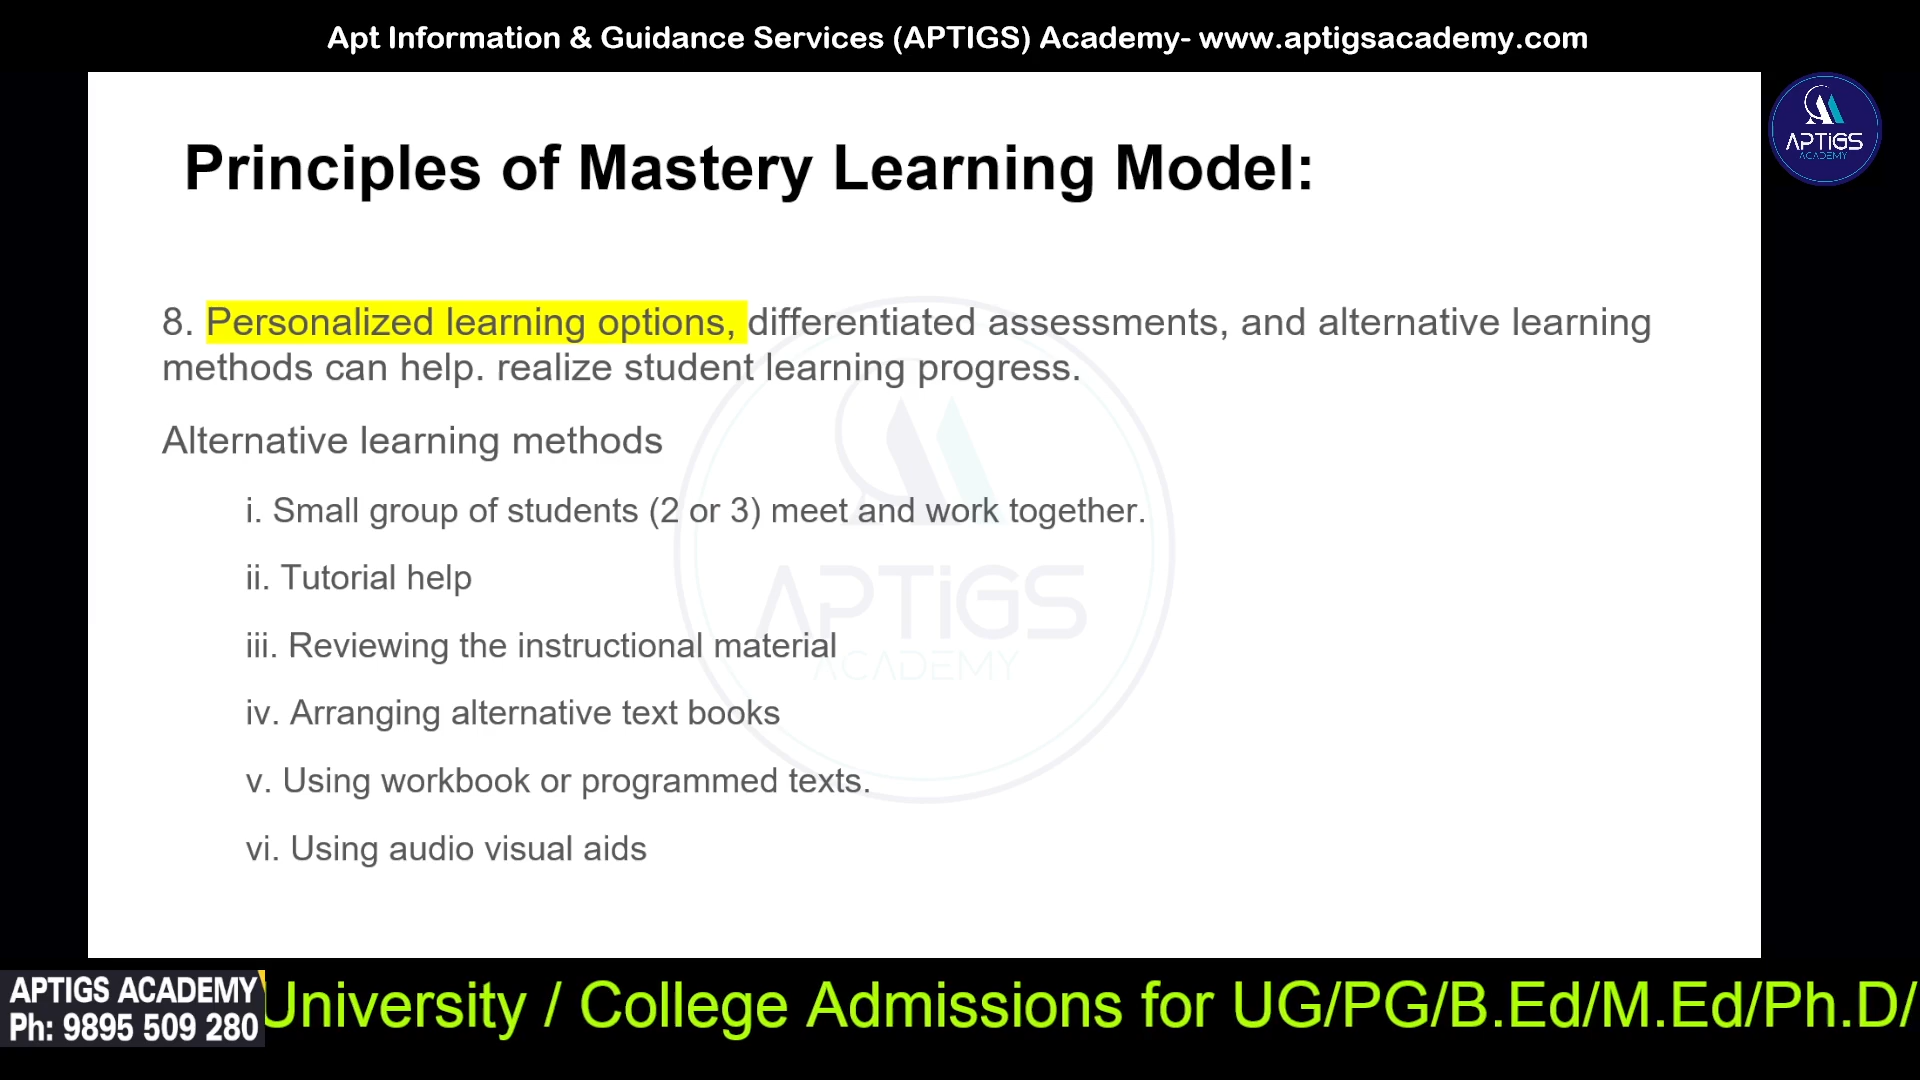 Apt Information & Guidance Services (APTIGS) Academy- www.aptigsacademy.com
APTiGS
ACADEMY
Principles of Mastery Learning Model:
8. Personalized learning options, differentiated assessments, and alternative learning
methods can help. realize student learning progress.
Alternative learning methods
i. Small group of students (2 or 3) meet and work together.
ii. Tutorial help
iii. Reviewing the instructional material
iv. Arranging alternative text books
v. Using workbook or programmed texts.
vi. Using audio visual aids
APTiGS
ACADEMY
APTIGS ACADEMY
Ph: 9895 509 280
University / College Admissions for UG/PG/B.Ed/M.Ed/Ph.D/